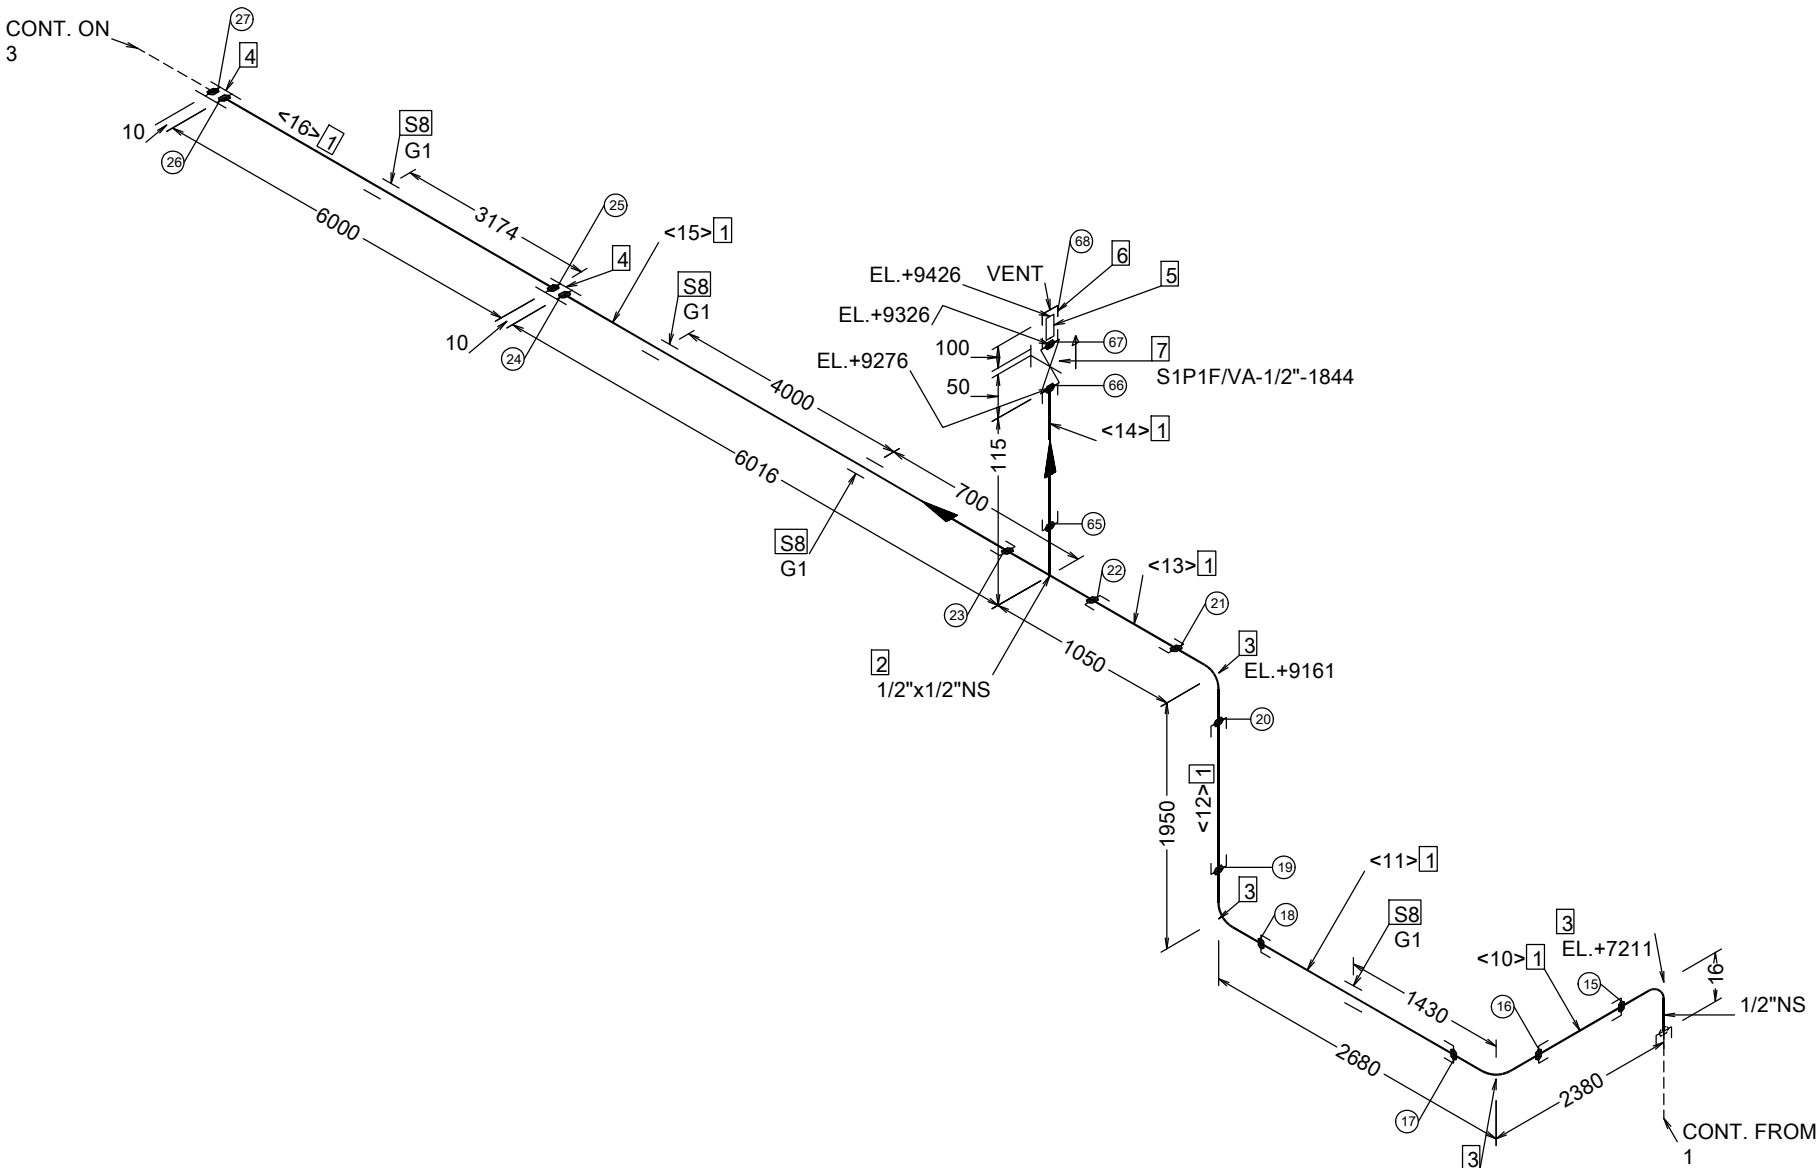 CONT. ON
3
27
4
10
26
<16> 1
S8
G1
3174
6000
25
<15> 1
4
S8
G1
10
24
4000
6016
700
S8
G1
23
EL.+9426
VENT
68
6
5
EL.+9326
67
EL.+9276
100
50
7
S1P1F/VA-1/2"-1844
66
<14> 1
115
65
22
<13> 1
21
3
EL.+9161
2
1/2"x1/2"NS
1050
20
1950
<12> 1
19
3
18
<11> 1
S8
G1
1430
2680
17
3
16
<10> 1
15
3
EL.+7211
16
1/2"NS
2380
CONT. FROM
1